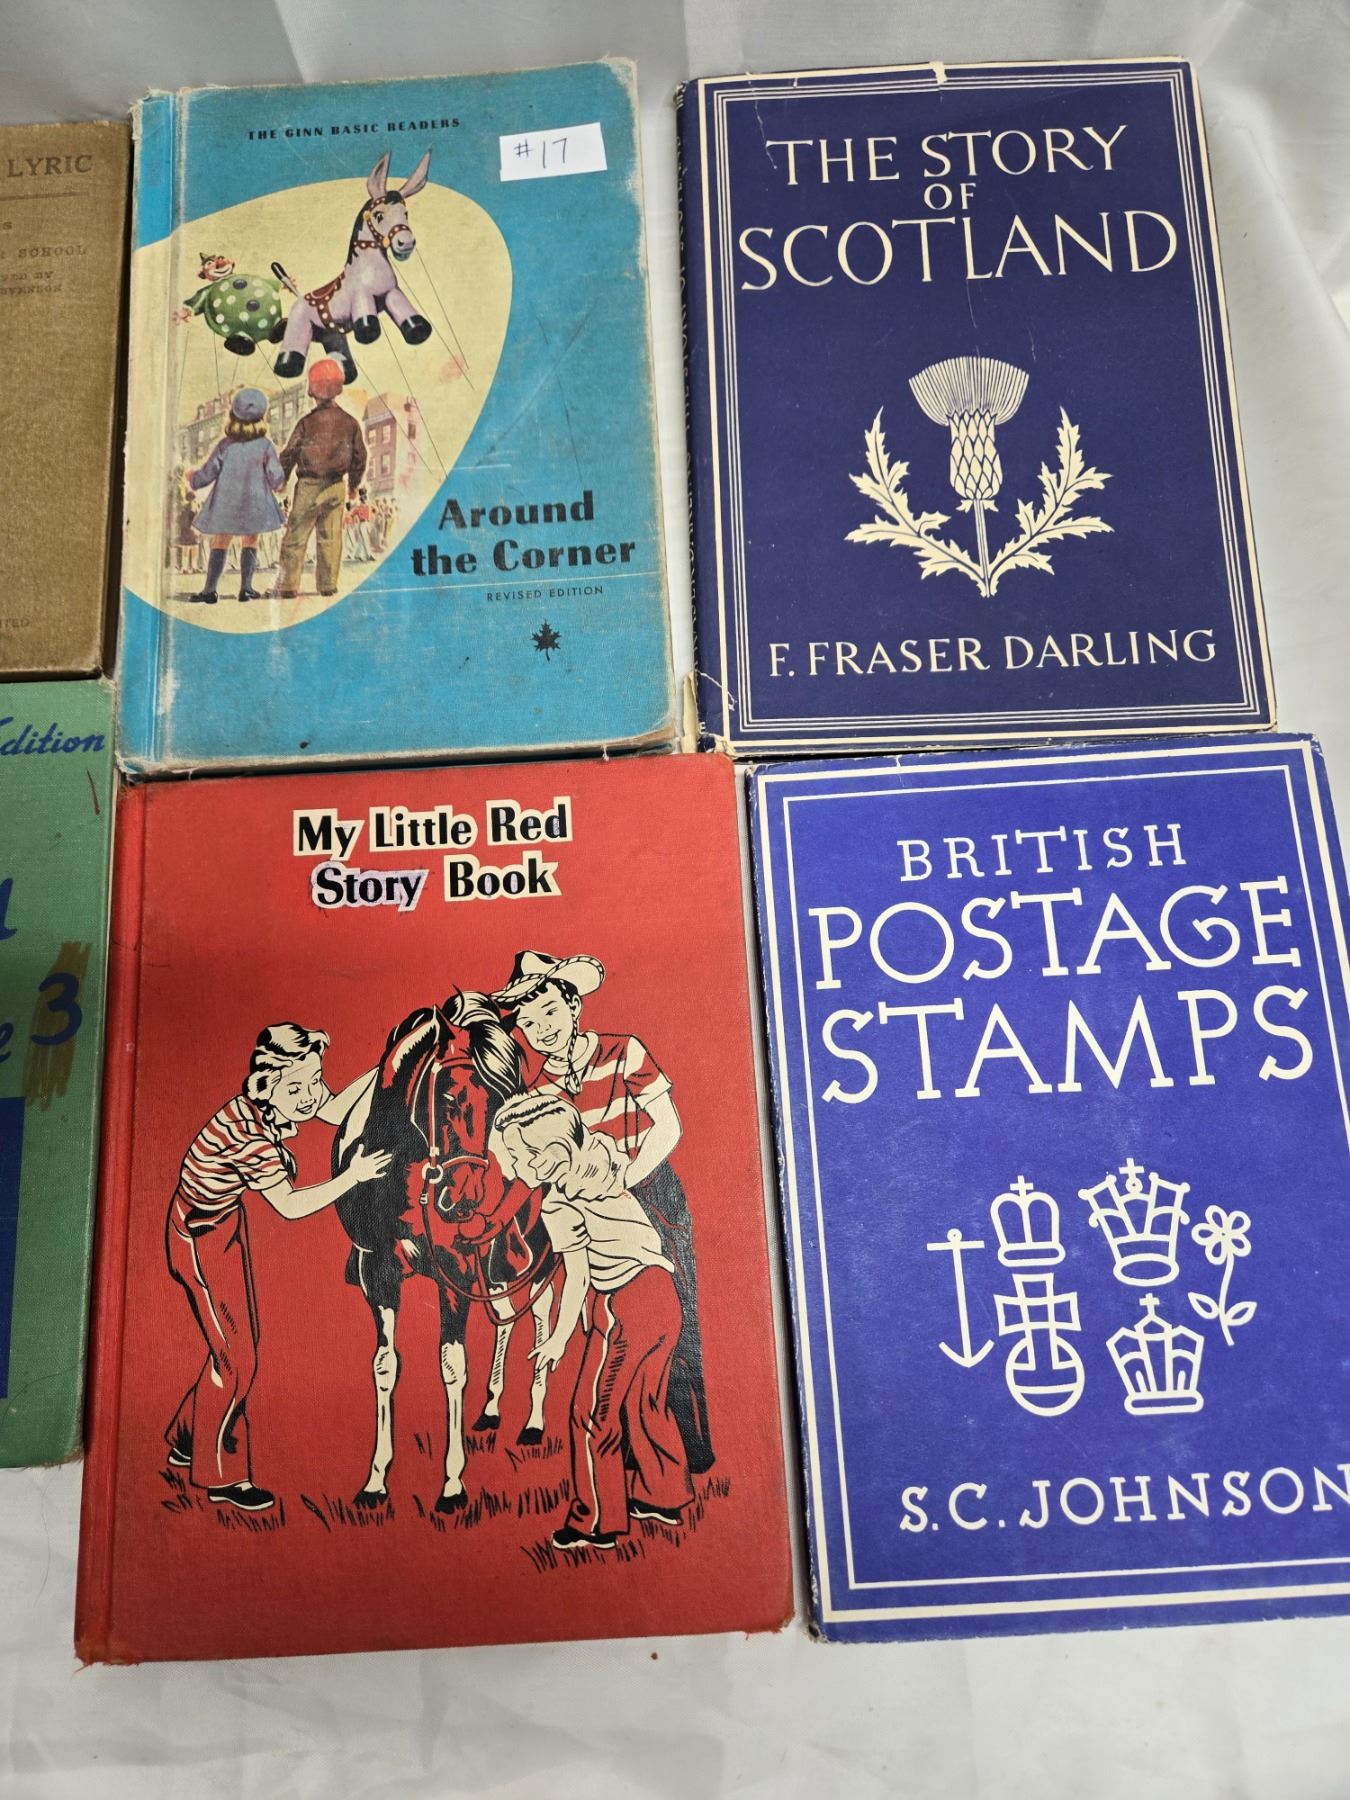 LYRIC
SCHOOL
THE GINN BASIC READERS
#17
Around
the Corner
REVISED EDITION
THE STORY
OF
SCOTLAND
F. FRASER DARLING
dition
3
My Little Red
Story Book
BRITISH
POSTAGE
STAMPS
S.C. JOHNSON